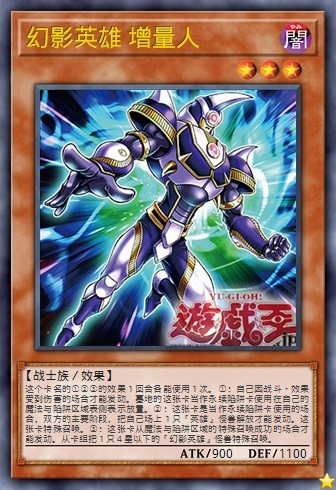 幻影英雄 增量人
闇
YU-GI-OH!
遊戯王
.jp
【战士族／效果】
这个卡名的①②③的效果1回合各能使用1次。①：自己因战斗·效果
受到伤害的场合才能发动。墓地的这张卡当作永续陷阱卡使用在自己的
魔法与陷阱区域表侧表示放置。②：这张卡是当作永续陷阱卡使用的场
合，双方的主要阶段，把自己场上1只「英雄」怪兽解放才能发动。这
张卡特殊召唤。③：这张卡从魔法与陷阱区域的特殊召唤成功的场合才
能发动。从卡组把1只4星以下的「幻影英雄」怪兽特殊召唤。
ATK/900 DEF/1100